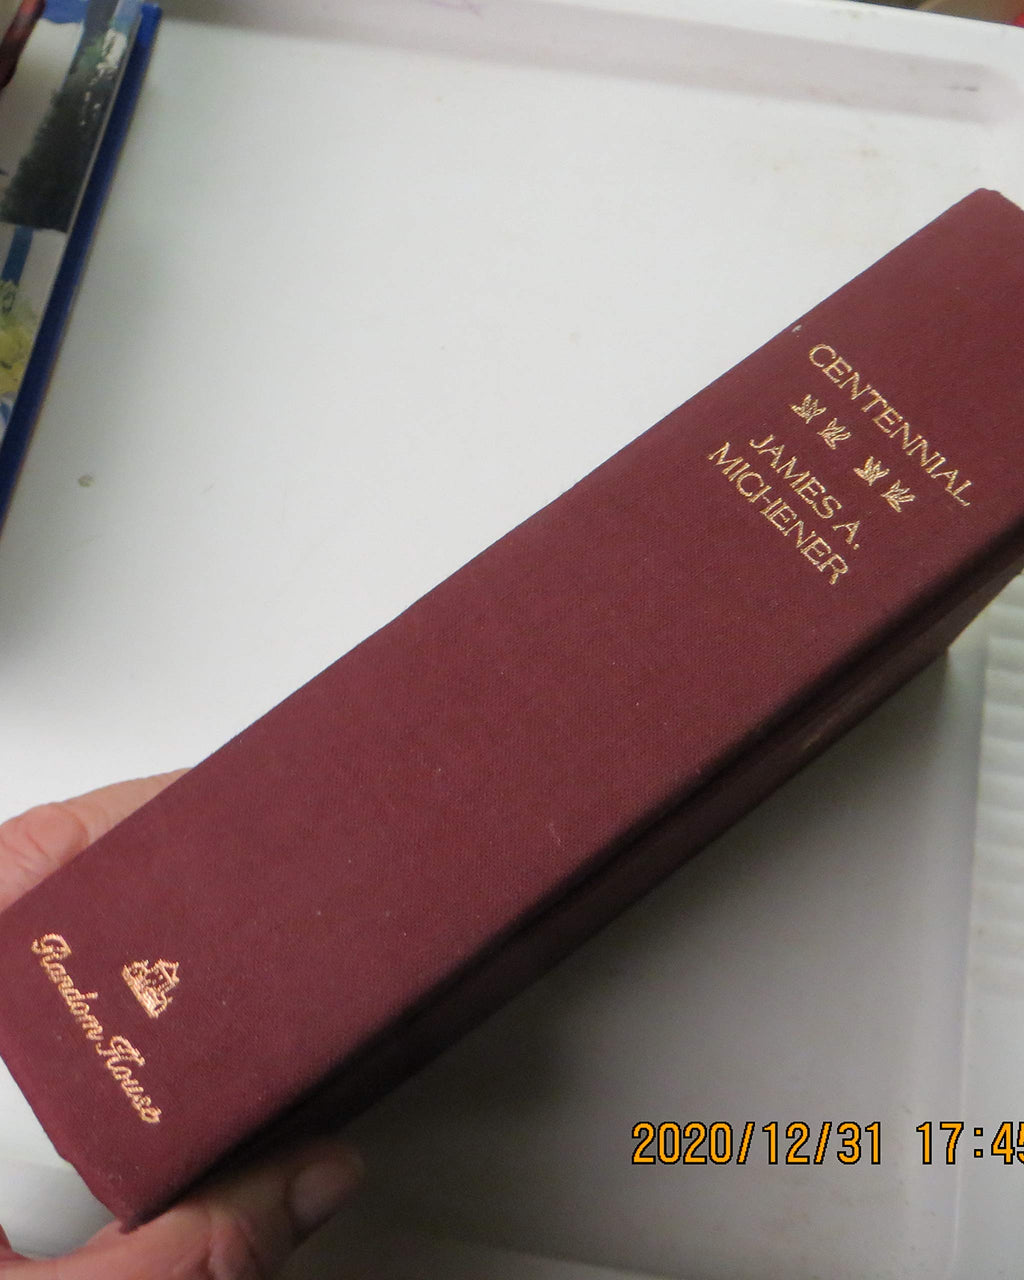 CENTENNIAL
JAMES A.
MICHENER
Random House
2020/12/31 17:45